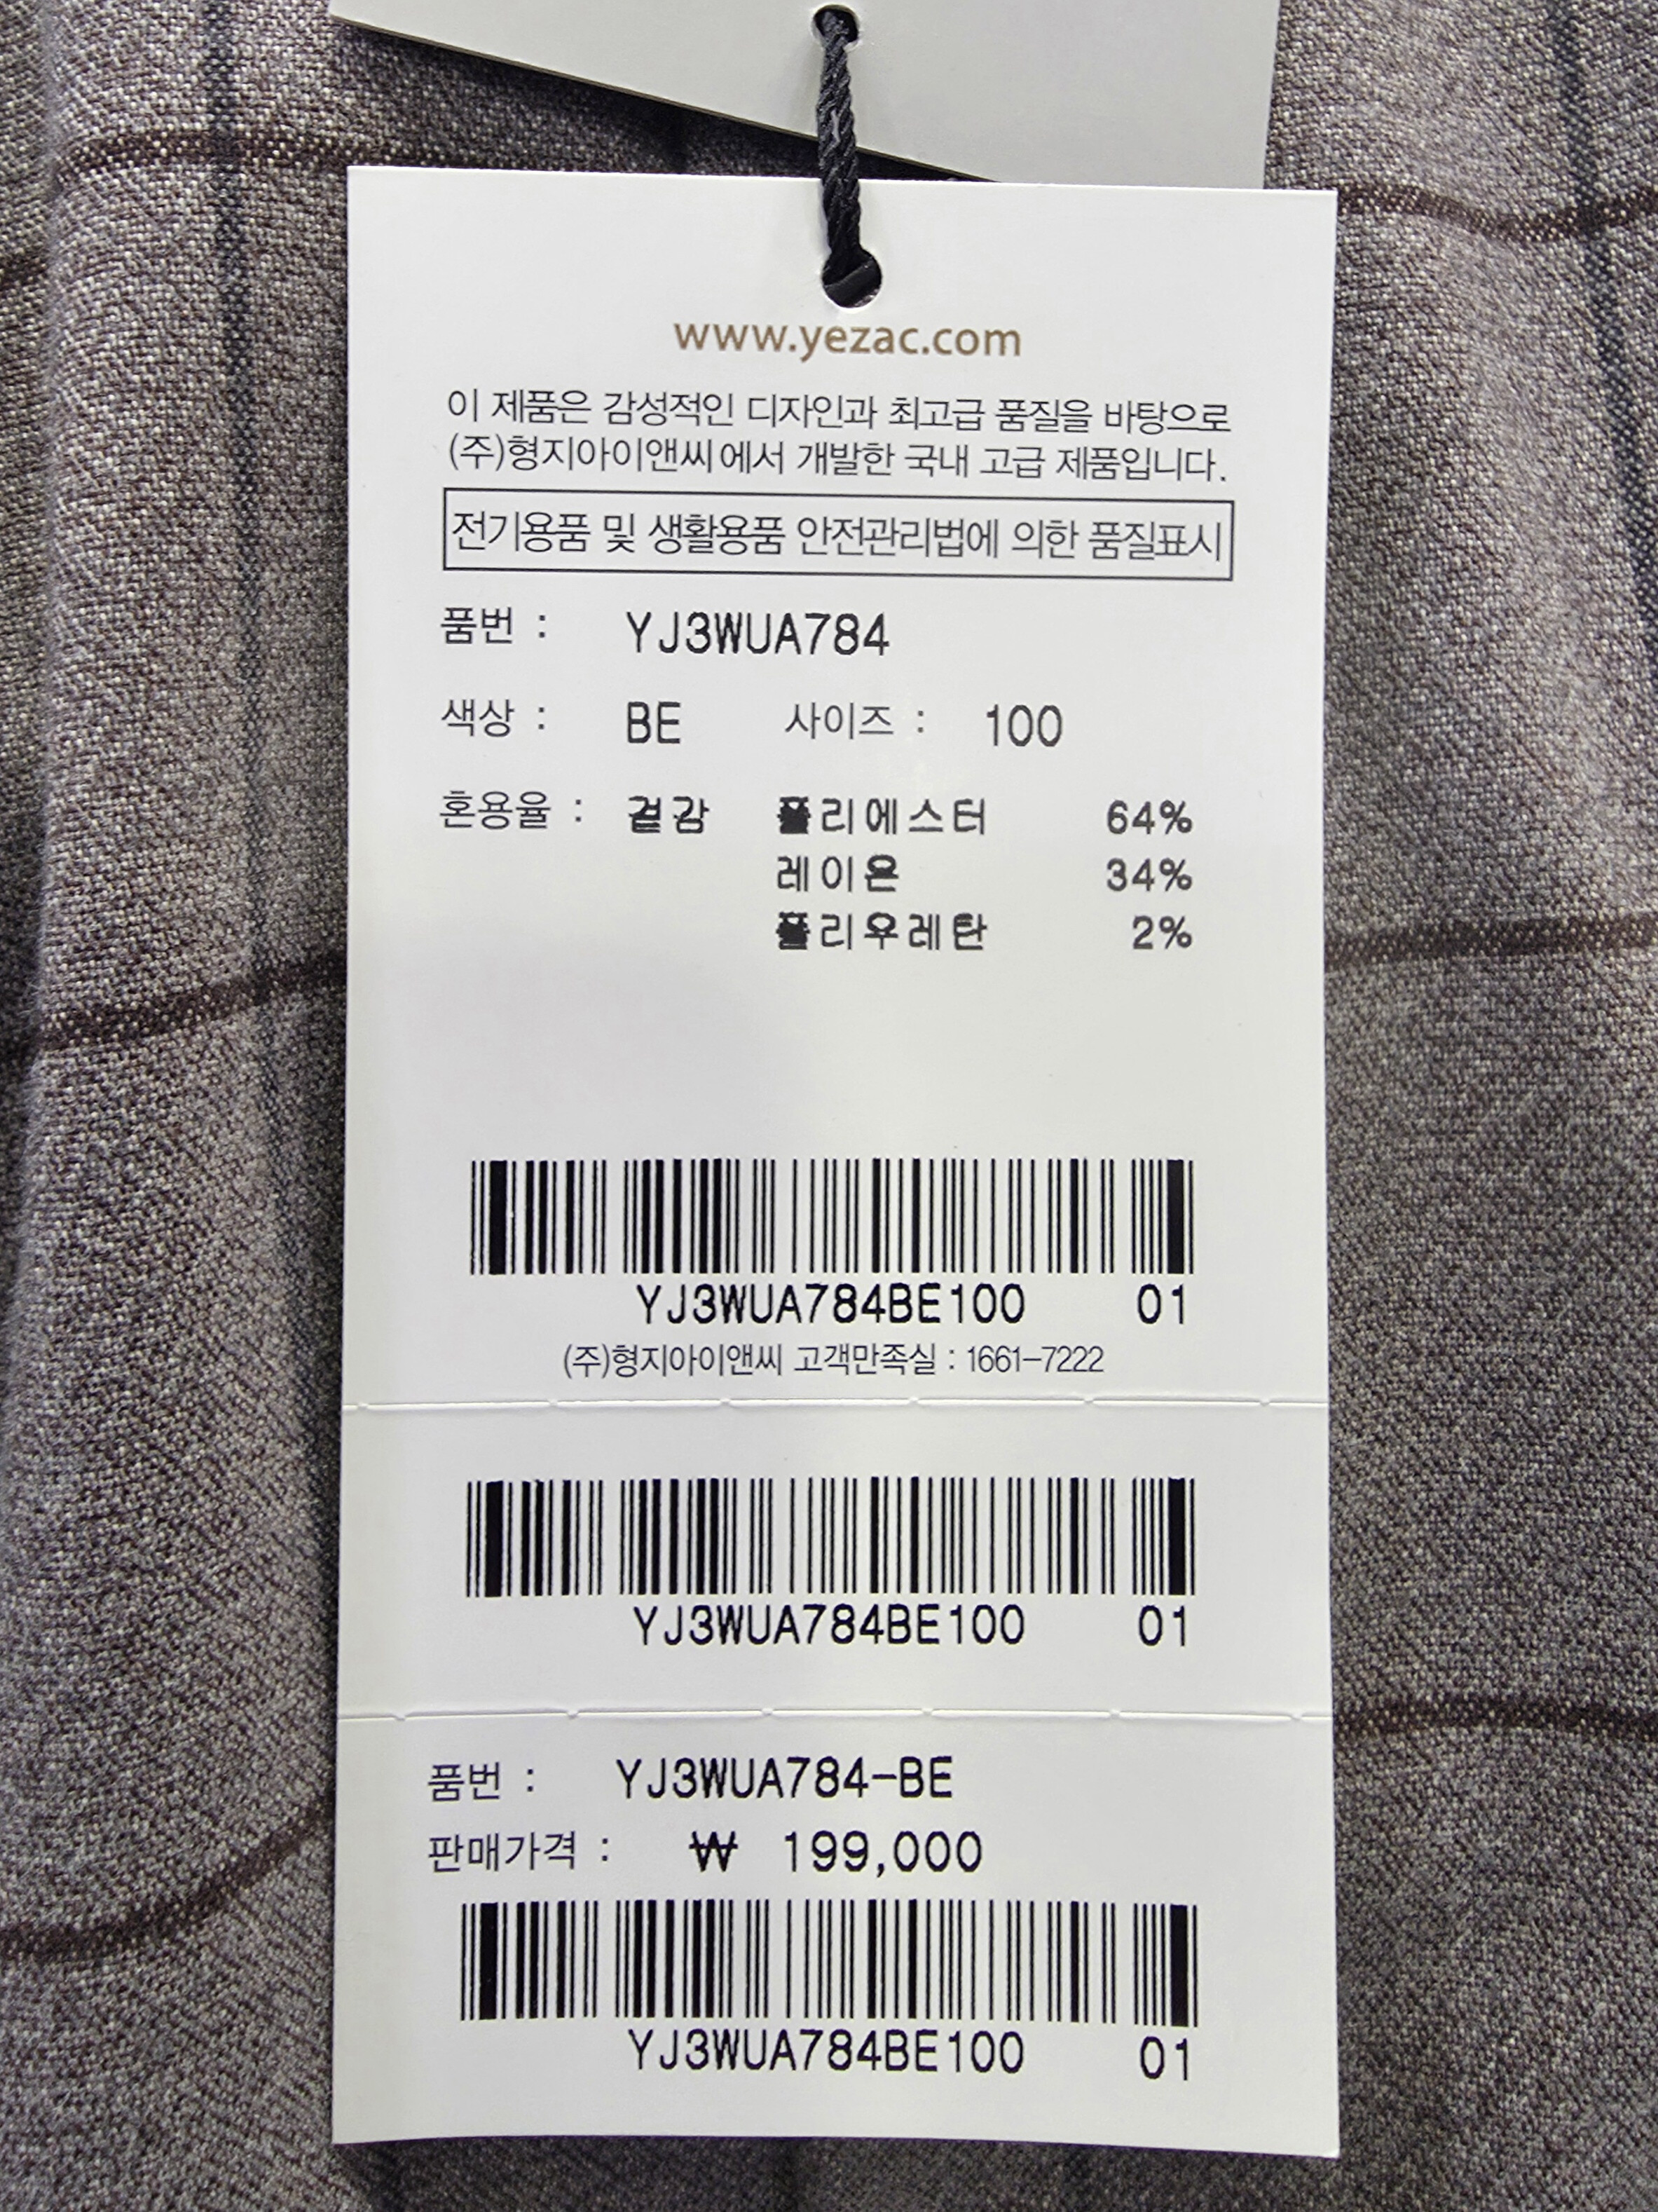 www.yezac.com
이 제품은 감성적인 디자인과 최고급 품질을 바탕으로
(주)형지아이앤씨에서 개발한 국내 고급 제품입니다.
전기용품 및 생활용품 안전관리법에 의한 품질표시
품번 : YJ3WUA784
색상 : BE 사이즈 : 100
혼용율 : 겉감 폴리에스터 64%
레이온 34%
폴리우레탄 2%
YJ3WUA784BE100 01
(주)형지아이앤씨 고객만족실 : 1661-7222
YJ3WUA784BE100 01
품번 : YJ3WUA784-BE
판매가격 : ₩ 199,000
YJ3WUA784BE100 01